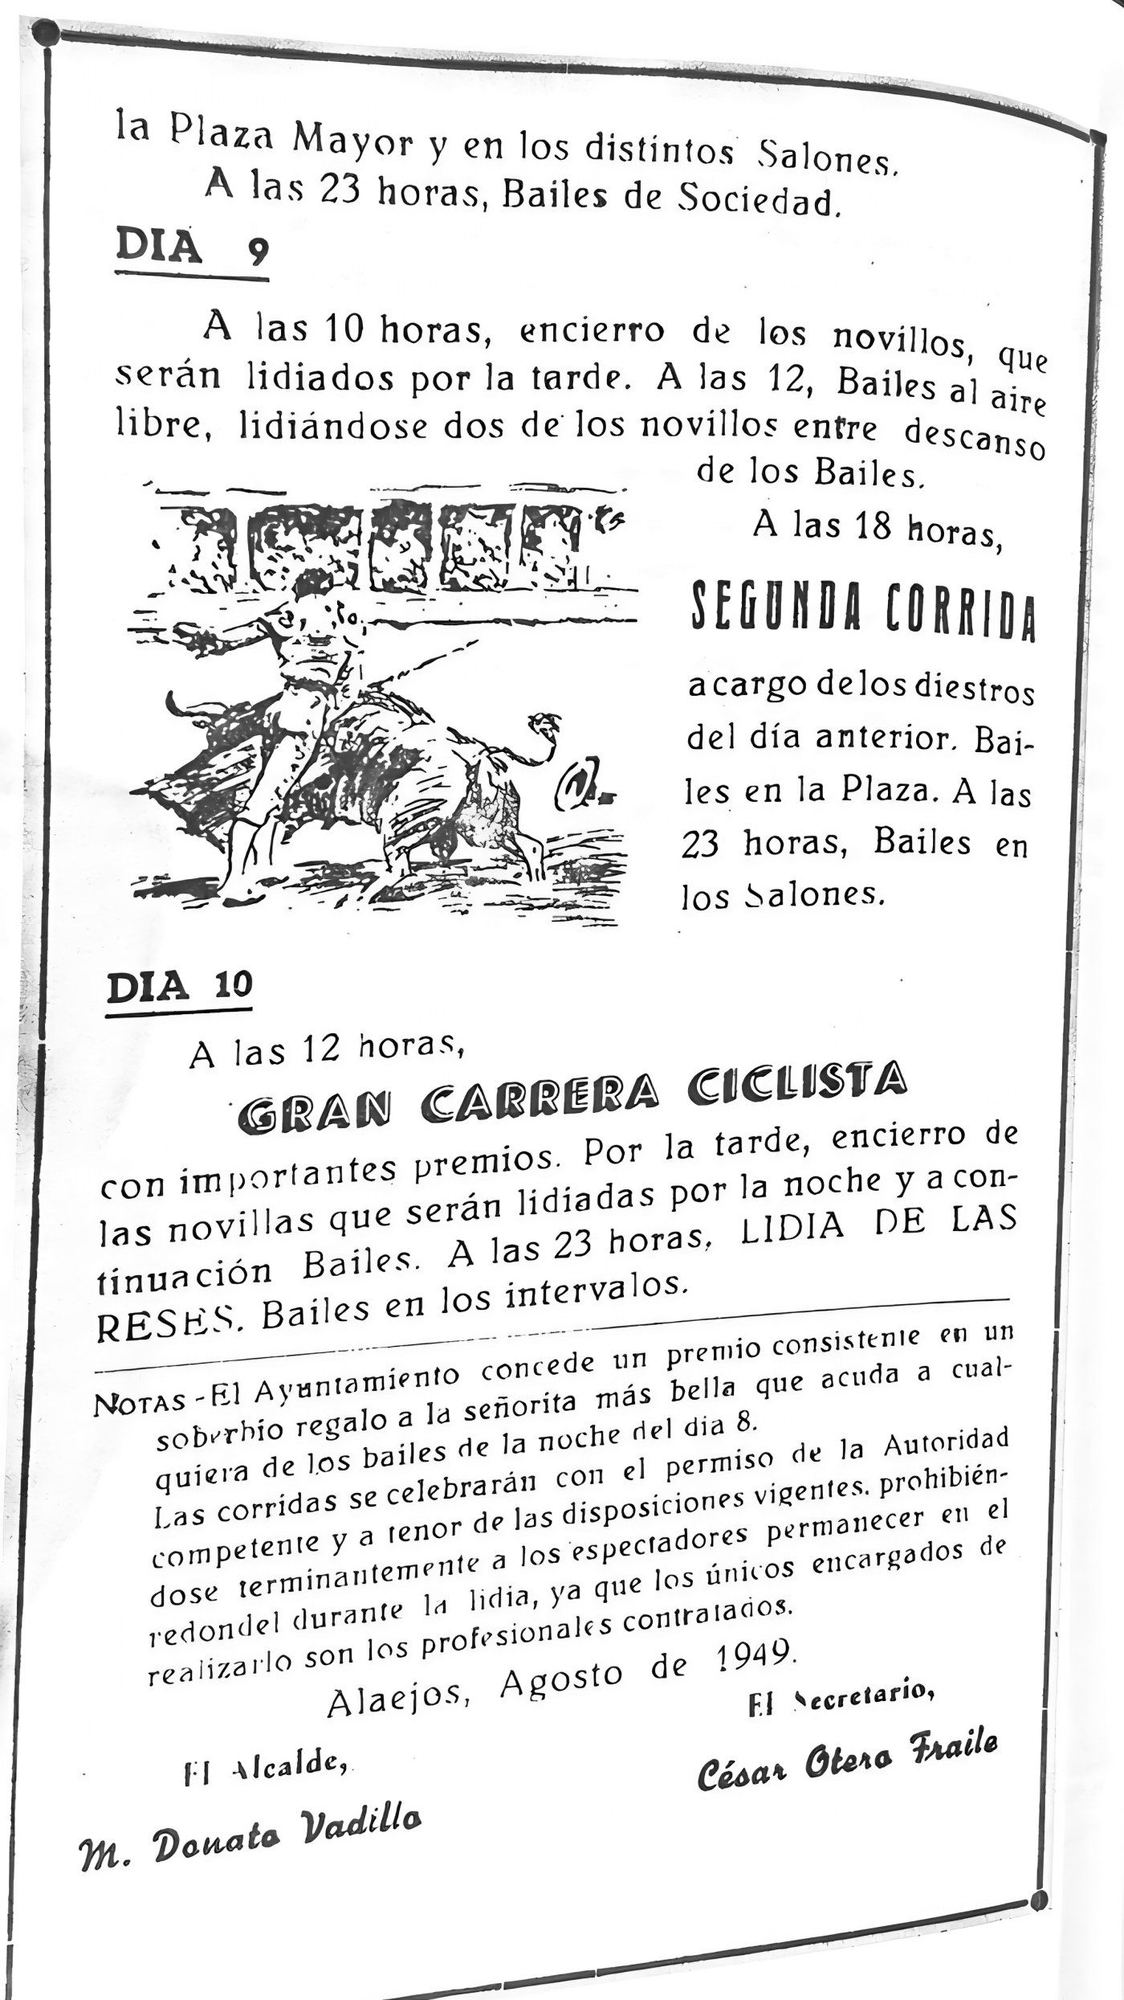 la Plaza Mayor y en los distintos Salones.
A las 23 horas, Bailes de Sociedad.
DIA 9
A las 10 horas, encierro de los novillos, que
serán lidiados por la tarde. A las 12, Bailes al aire
libre, lidiándose dos de los novillos entre descanso
de los Bailes.
A las 18 horas,
SEGUNDA CORRIDA
a cargo de los diestros
del día anterior. Bai-
les en la Plaza. A las
23 horas, Bailes en
los Salones.
DIA 10
A las 12 horas,
GRAN CARRERA CICLISTA
con importantes premios. Por la tarde, encierro de
las novillas que serán lidiadas por la noche y a con-
tinuación Bailes. A las 23 horas, LIDIA DE LAS
RESES. Bailes en los intervalos.
NOTAS - El Ayuntamiento concede un premio consistente en un
soberbio regalo a la señorita más bella que acuda a cual-
quiera de los bailes de la noche del dia 8.
Las corridas se celebrarán con el permiso de la Autoridad
competente y a tenor de las disposiciones vigentes, prohibién-
dose terminantemente a los espectadores permanecer en el
redondel durante la lidia, ya que los únicos encargados de
realizarlo son los profesionales contratados.
Alaejos, Agosto de 1949.
El Secretario,
El Alcalde,
César Otero Fraile
M. Donato Vadillo